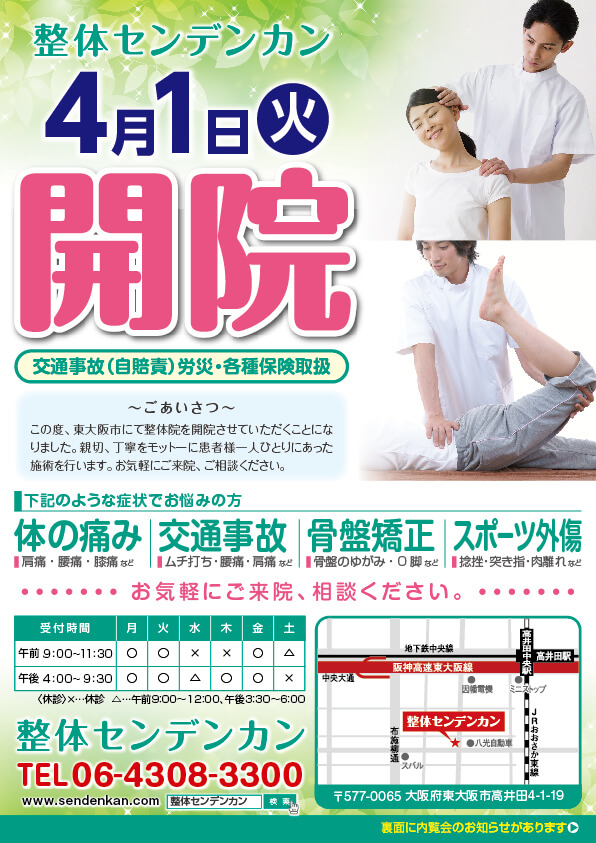 整体センデンカン
4月1日火
開院
交通事故（自賠責）労災・各種保険取扱
～ごあいさつ～
この度、東大阪市にて整体院を開院させていただくことにな
りました。親切、丁寧をモットーに患者様一人ひとりにあった
施術を行います。お気軽にご来院、ご相談ください。
下記のような症状でお悩みの方
体の痛み 交通事故 骨盤矯正 スポーツ外傷
肩痛・腰痛・膝痛など ムチ打ち・腰痛・肩痛など 骨盤のゆがみ・O脚など 捻挫・突き指・肉離れなど
お気軽にご来院、相談ください。
受付時間 月 火 水 木 金 土
午前 9:00～11:30 ○ ○ × × ○ △
午後 4:00～9:30 ○ ○ △ ○ ○ ×
〈休診〉×…休診 △…午前9:00～12:00、午後3:30～6:00
整体センデンカン
TEL06-4308-3300
www.sendenkan.com 整体センデンカン 検索
地下鉄中央線
高井田中央駅
高井田駅
阪神高速東大阪線
中央大通
因幡電機
ミニストップ
整体センデンカン
布施柳通
八光自動車
スバル
JRおおさか東線
〒577-0065 大阪府東大阪市高井田4-1-19
裏面に内覧会のお知らせがあります